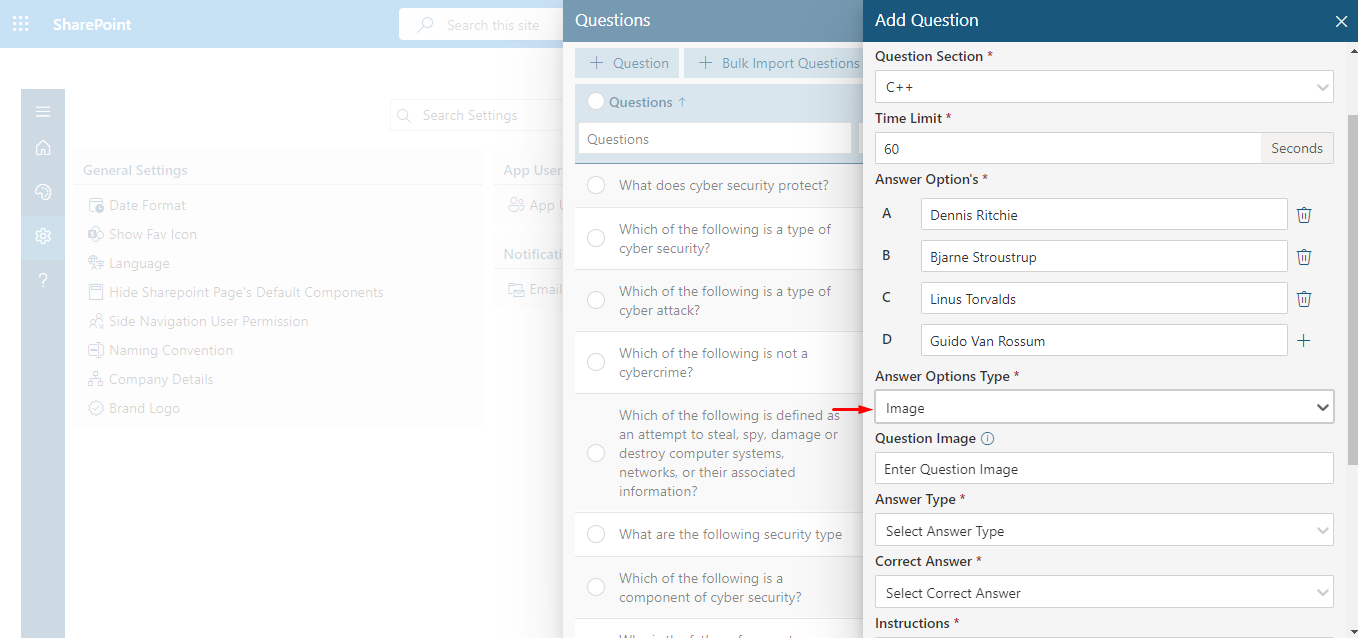 SharePoint
Search this site
Search Settings
General Settings
Date Format
Show Fav Icon
Language
Hide Sharepoint Page's Default Components
Side Navigation User Permission
Naming Convention
Company Details
Brand Logo
App User
App U
Notificati
Email
Questions
Question
Bulk Import Questions
Questions ↑
Questions
What does cyber security protect?
Which of the following is a type of
cyber security?
Which of the following is a type of
cyber attack?
Which of the following is not a
cybercrime?
Which of the following is defined as
an attempt to steal, spy, damage or
destroy computer systems,
networks, or their associated
information?
What are the following security type
Which of the following is a
component of cyber security?
Add Question
Question Section *
C++
Time Limit *
60 Seconds
Answer Option's *
A Dennis Ritchie
B Bjarne Stroustrup
C Linus Torvalds
D Guido Van Rossum
Answer Options Type *
Image
Question Image
Enter Question Image
Answer Type *
Select Answer Type
Correct Answer *
Select Correct Answer
Instructions *